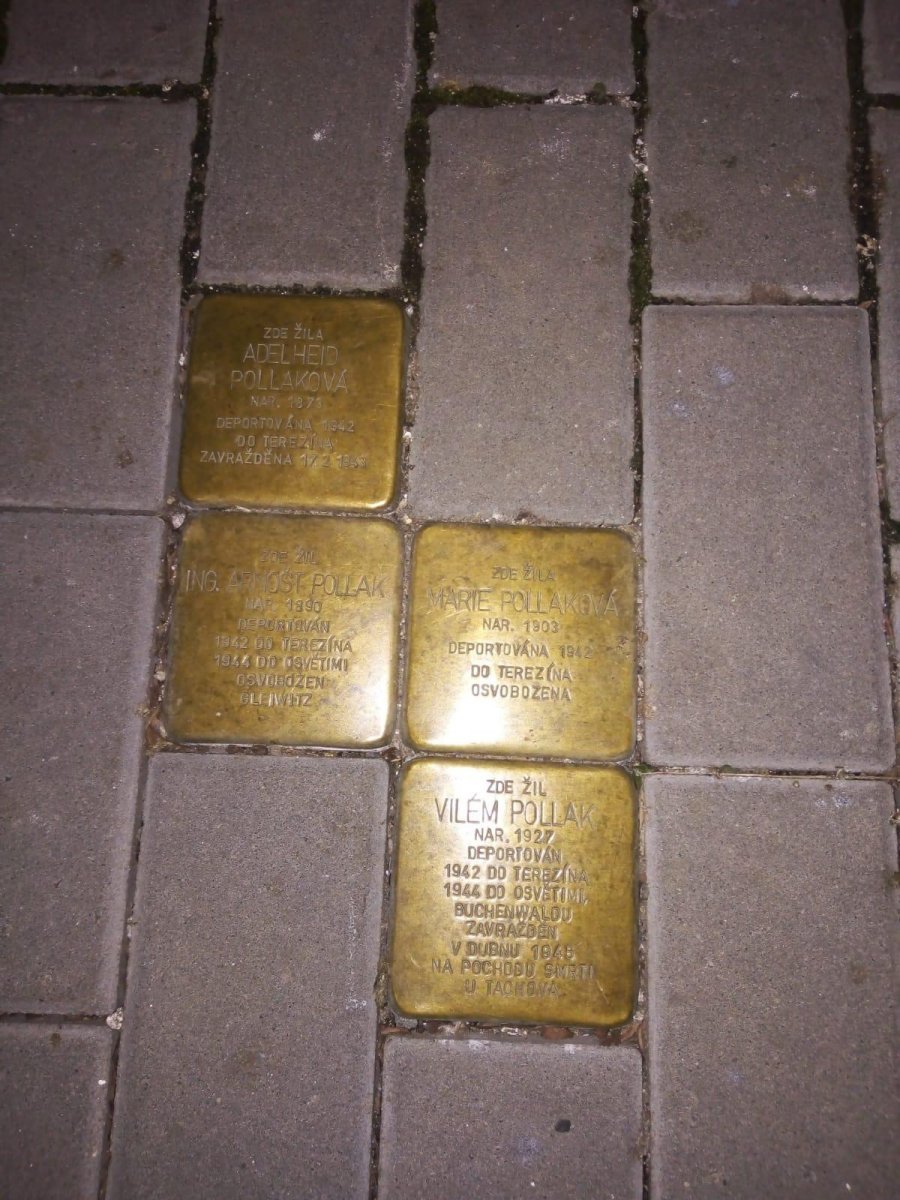 ZDE ŽILA
ADELHEID
POLLAKOVÁ
NAR. 1873
DEPORTOVÁNA 1942
DO TEREZÍNA
ZAVRAŽDĚNA 1943
ZDE ŽIL
ING. ARNOŠT POLLAK
NAR. 1890
DEPORTOVÁN
1942 DO TEREZÍNA
1944 DO OSVĚTIMI
OSVOBOZEN
GLEIWITZ
ZDE ŽILA
MARIE POLLAKOVÁ
NAR. 1903
DEPORTOVÁNA 1942
DO TEREZÍNA
OSVOBOZENA
ZDE ŽIL
VILÉM POLLAK
NAR. 1927
DEPORTOVÁN
1942 DO TEREZÍNA
1944 DO OSVĚTIMI,
BUCHENWALDU
ZAVRAŽDĚN
V DUBNU 1945
NA POCHODU SMRTI
U TACHOVA